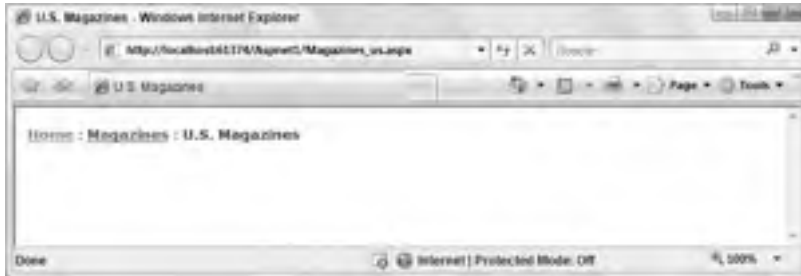 U.S. Magazines - Windows Internet Explorer
http://localhost:61374/Aspnet1/Magazines_us.aspx
U.S. Magazines
Page Tools
Home : Magazines : U.S. Magazines
Done Internet | Protected Mode: Off 100%